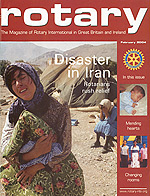 rotary
The Magazine of Rotary International in Great Britain and Ireland
February 2004
Disaster
in Iran
Rotarians
rush relief
In this issue
Mending
hearts
Changing
rooms
www.rotary-ribi.org